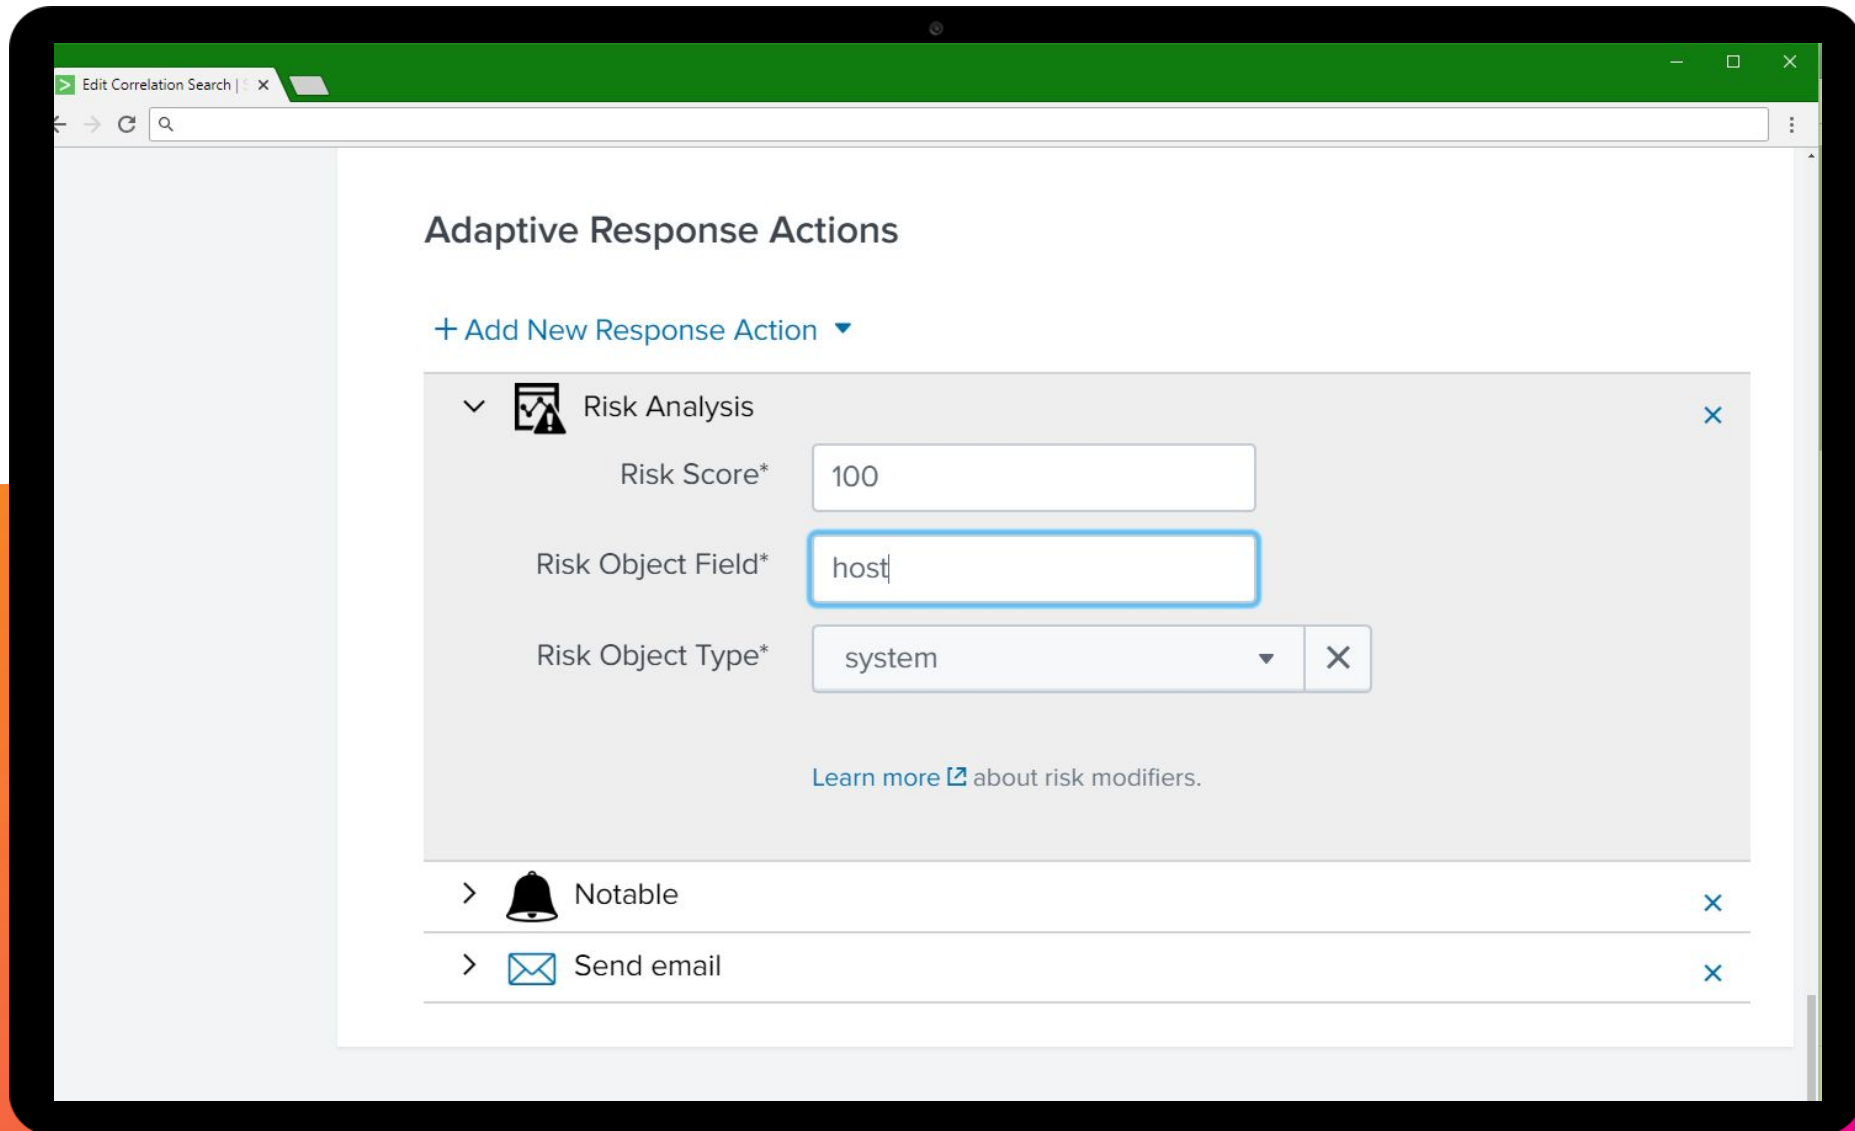 Edit Correlation Search |
Adaptive Response Actions
+ Add New Response Action
Risk Analysis
Risk Score*
100
Risk Object Field*
host
Risk Object Type*
system
Learn more about risk modifiers.
Notable
Send email